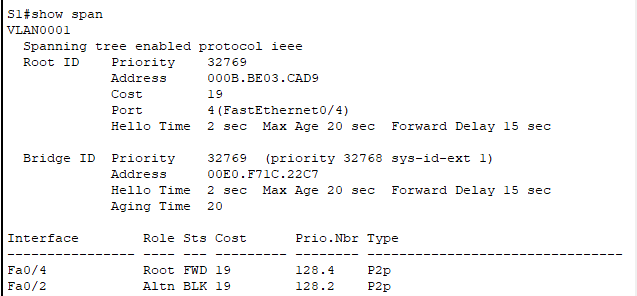 S1#show span
VLAN0001
  Spanning tree enabled protocol ieee
  Root ID    Priority    32769
             Address     000B.BE03.CAD9
             Cost        19
             Port        4(FastEthernet0/4)
             Hello Time  2 sec  Max Age 20 sec  Forward Delay 15 sec

  Bridge ID  Priority    32769  (priority 32768 sys-id-ext 1)
             Address     00E0.F71C.22C7
             Hello Time  2 sec  Max Age 20 sec  Forward Delay 15 sec
             Aging Time  20

Interface        Role Sts Cost      Prio.Nbr Type
---------------- ---- --- --------- -------- --------------------------------
Fa0/4            Root FWD 19        128.4    P2p
Fa0/2            Altn BLK 19        128.2    P2p